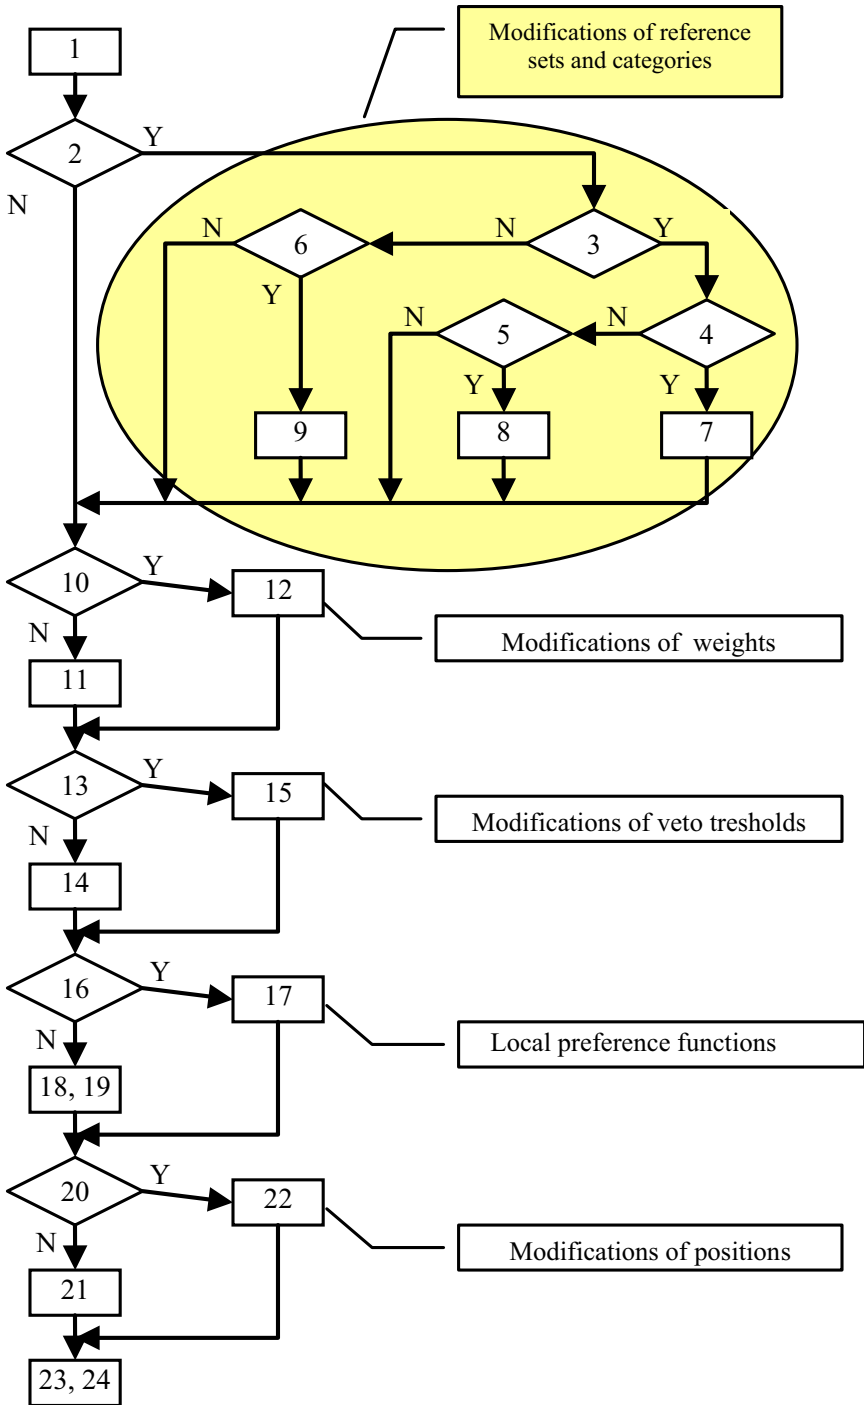 Modifications of reference
sets and categories
1
2
Y
N
N
6
N
3
Y
Y
N
5
N
4
Y
Y
9
8
7
10
Y
12
N
Modifications of weights
11
13
Y
15
N
Modifications of veto tresholds
14
16
Y
17
N
Local preference functions
18, 19
20
Y
22
N
Modifications of positions
21
23, 24